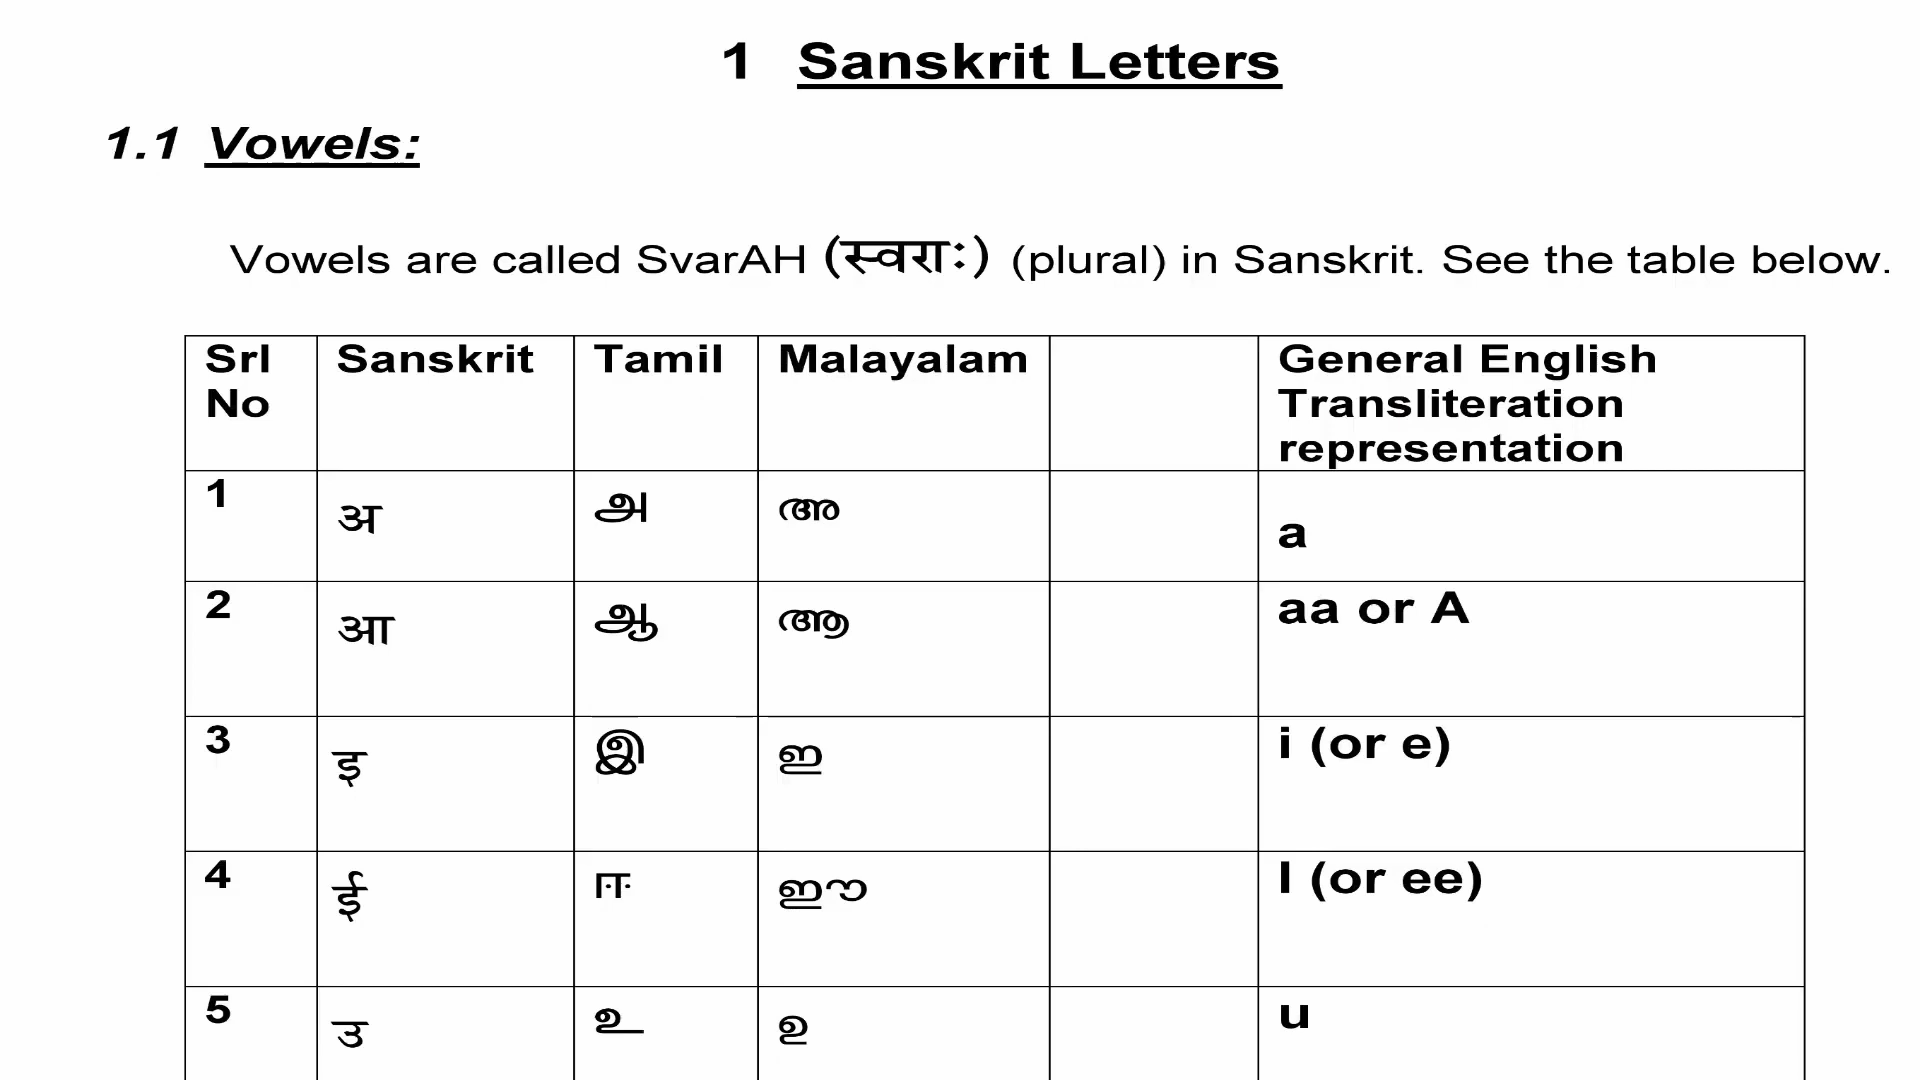 1 Sanskrit Letters
1.1 Vowels:
Vowels are called SvarAH (स्वराः) (plural) in Sanskrit. See the table below.
Srl No Sanskrit Tamil Malayalam General English Transliteration representation
1 अ அ അ a
2 आ ஆ ആ aa or A
3 इ இ ഇ i (or e)
4 ई ஈ ഈ I (or ee)
5 उ உ ഉ u